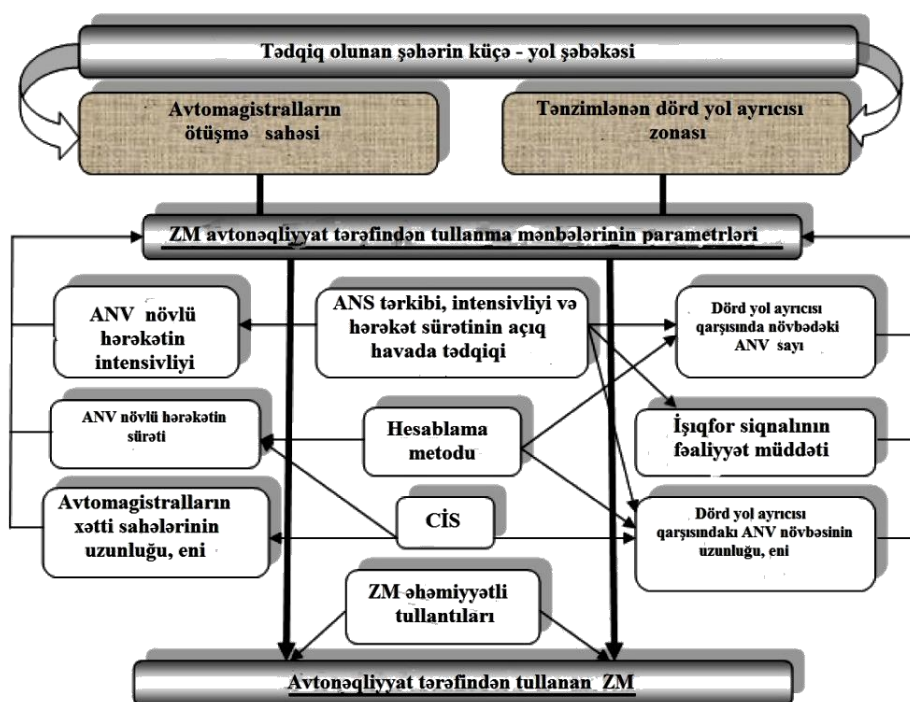 Tədqiq olunan şəhərin küçə - yol şəbəkəsi
Avtomagistralların
ötüşmə sahəsi
Tənzimlənən dörd yol ayrıcısı
zonası
ZM avtonəqliyyat tərəfindən tullanma mənbələrinin parametrləri
ANV növlü
hərəkətin
intensivliyi
ANS tərkibi, intensivliyi və
hərəkət sürətinin açıq
havada tədqiqi
Dörd yol ayrıcısı
qarşısında növbədəki
ANV sayı
ANV növlü hərəkətin
sürəti
Hesablama
metodu
İşıqfor siqnalının
fəaliyyət müddəti
Avtomagistralların
xətti sahələrinin
uzunluğu, eni
CİS
Dörd yol ayrıcısı
qarşısındakı ANV növbəsinin
uzunluğu, eni
ZM əhəmiyyətli
tullantıları
Avtonəqliyyat tərəfindən tullanan ZM